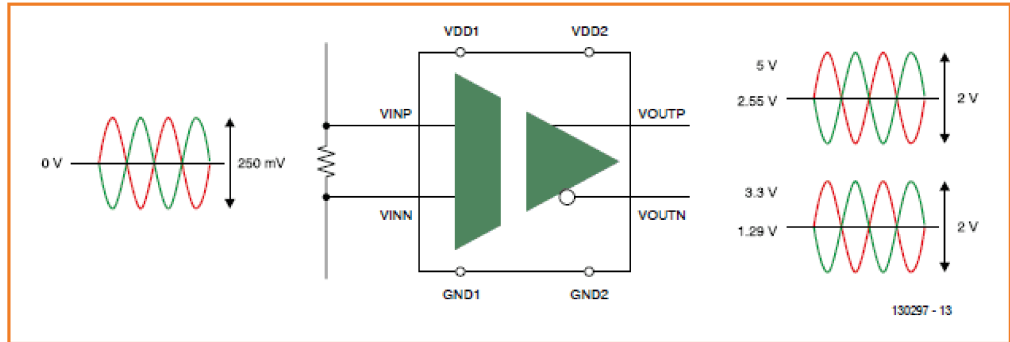 VDD1
VDD2
VINP
VINN
0 V
250 mV
VOUTP
VOUTN
GND1
GND2
5 V
2.55 V
2 V
3.3 V
1.29 V
2 V
130297 - 13